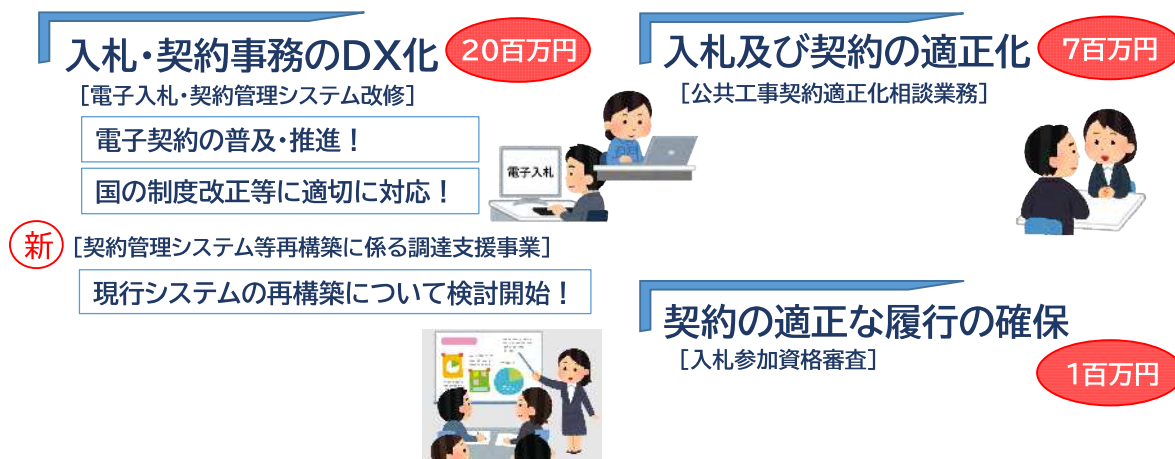 入札・契約事務のDX化
20百万円
[電子入札・契約管理システム改修]
電子契約の普及・推進！
国の制度改正等に適切に対応！
電子入札
新
[契約管理システム等再構築に係る調達支援事業]
現行システムの再構築について検討開始！
入札及び契約の適正化
7百万円
[公共工事契約適正化相談業務]
契約の適正な履行の確保
[入札参加資格審査]
1百万円